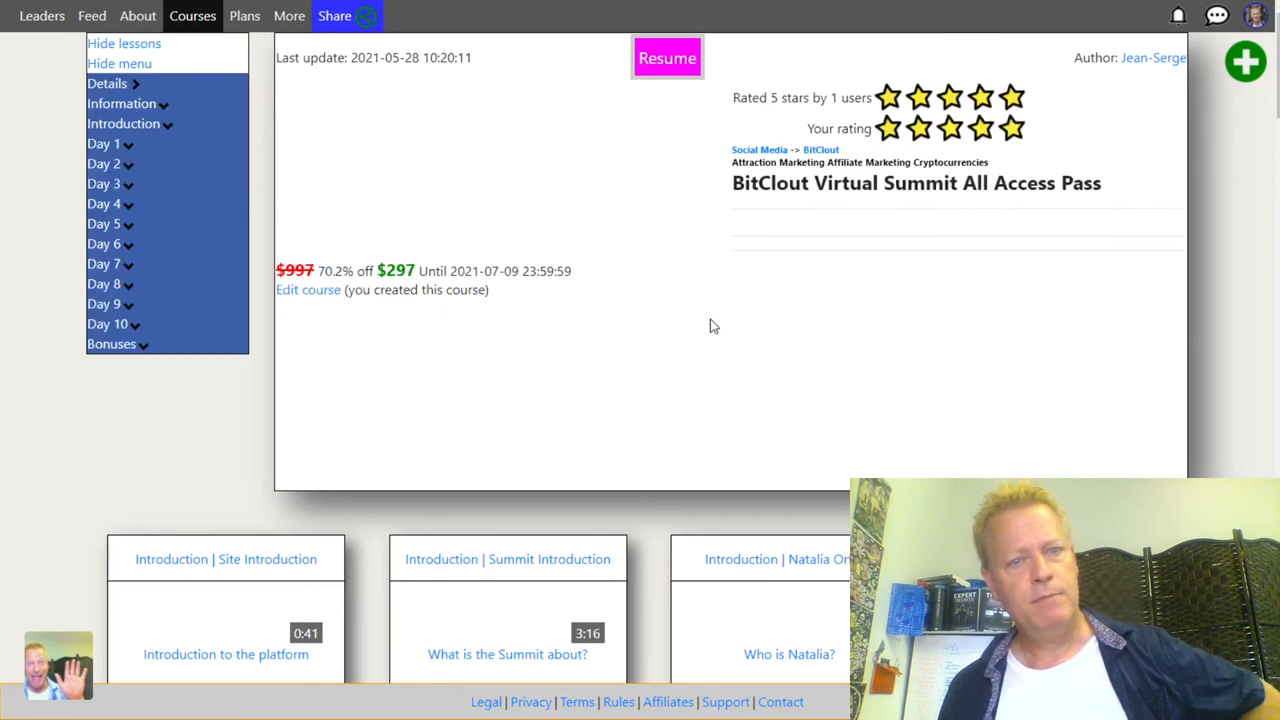 Leaders Feed About Courses Plans More Share
Hide lessons
Hide menu
Details
Information
Introduction
Day 1
Day 2
Day 3
Day 4
Day 5
Day 6
Day 7
Day 8
Day 9
Day 10
Bonuses
Last update: 2021-05-28 10:20:11
Resume
Author: Jean-Serge
Rated 5 stars by 1 users
Your rating
Social Media -> BitClout
Attraction Marketing Affiliate Marketing Cryptocurrencies
BitClout Virtual Summit All Access Pass
$997 70.2% off $297 Until 2021-07-09 23:59:59
Edit course (you created this course)
Introduction | Site Introduction
0:41
Introduction to the platform
Introduction | Summit Introduction
3:16
What is the Summit about?
Introduction | Natalia
Who is Natalia?
EXPERT
Legal | Privacy | Terms | Rules | Affiliates | Support | Contact